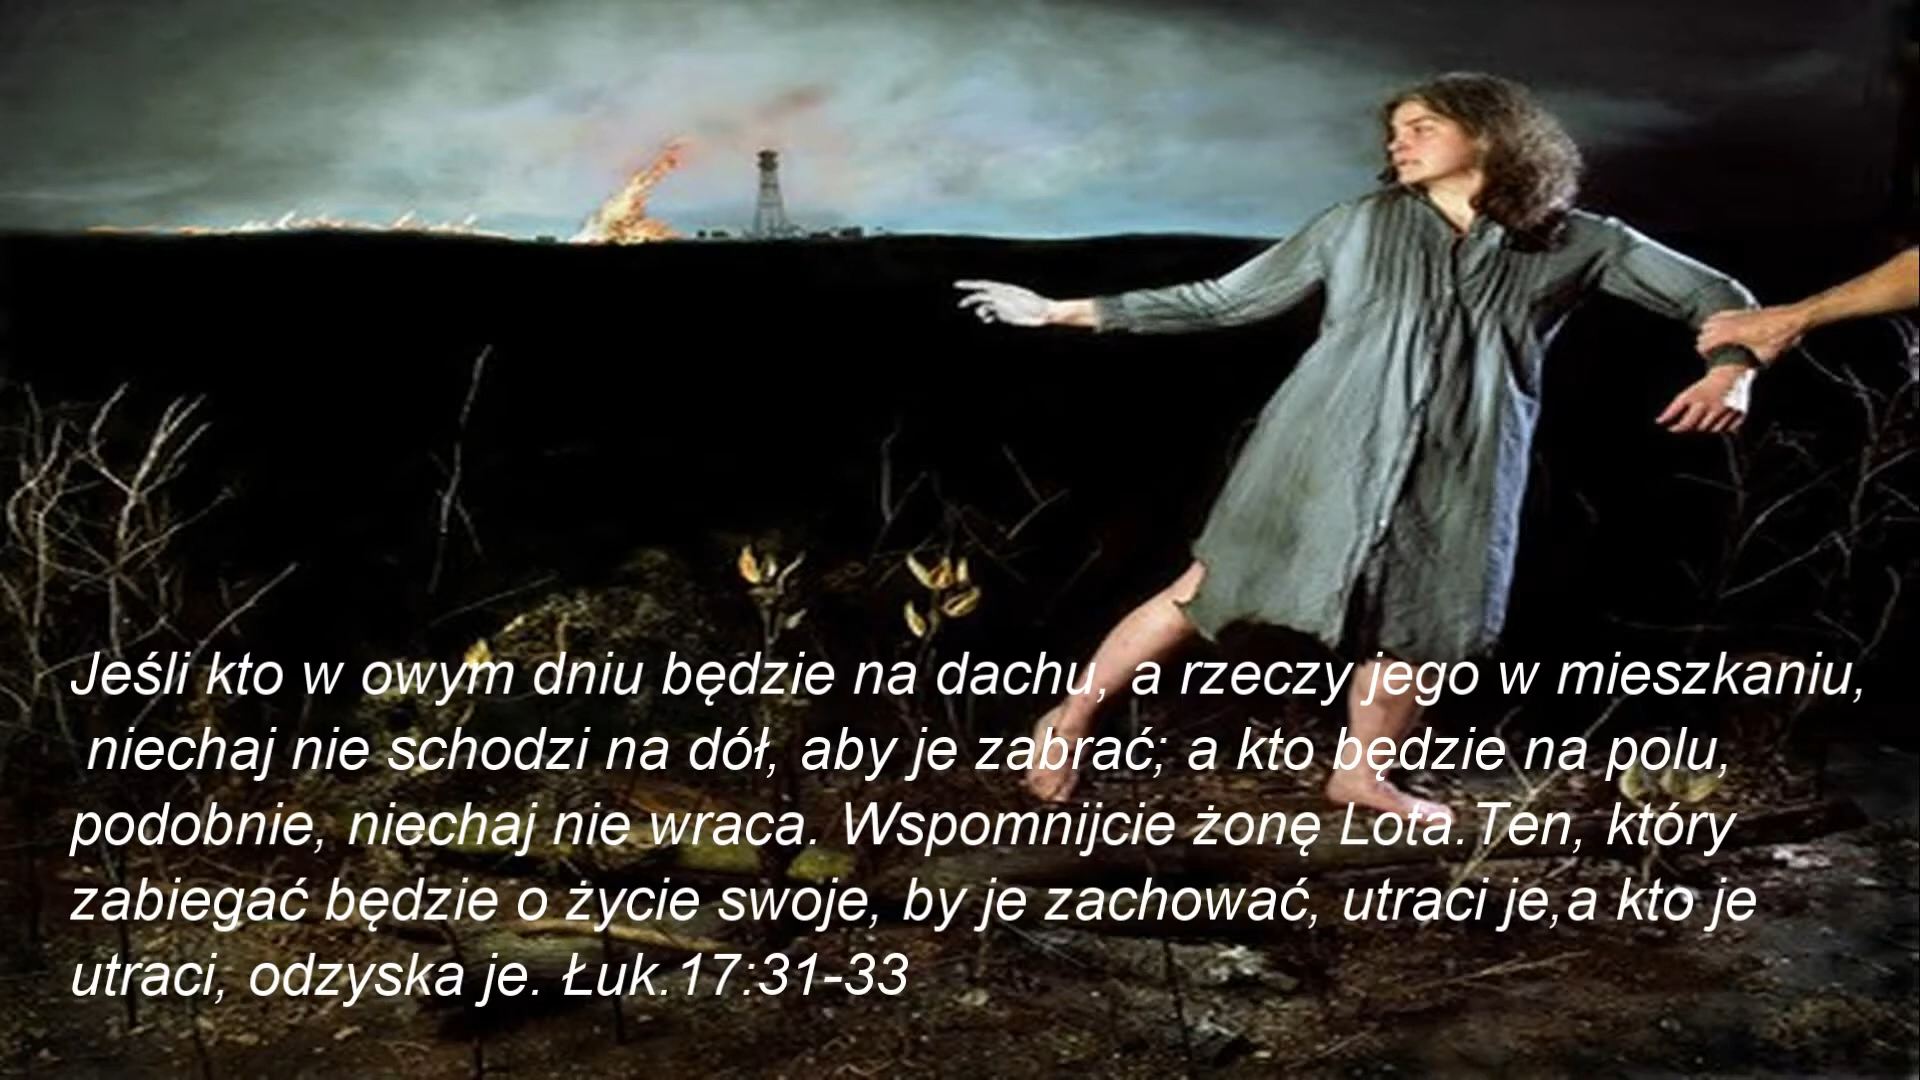 Jeśli kto w owym dniu będzie na dachu, a rzeczy jego w mieszkaniu,
niechaj nie schodzi na dół, aby je zabrać; a kto będzie na polu,
podobnie, niechaj nie wraca. Wspomnijcie żonę Lota.Ten, który
zabiegać będzie o życie swoje, by je zachować, utraci je,a kto je
utraci, odzyska je. Łuk.17:31-33